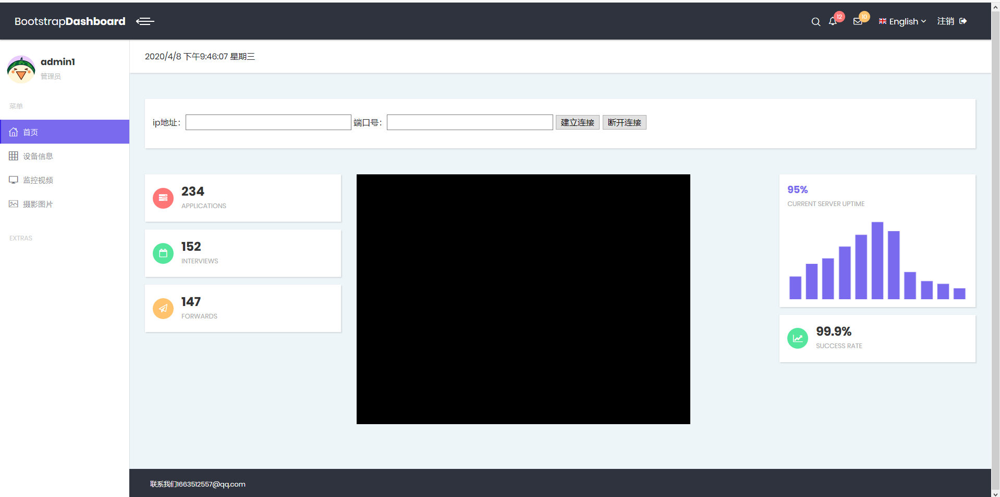 BootstrapDashboard
12
10
English
注销
admin1
管理员
菜单
首页
设备信息
监控视频
摄影图片
EXTRAS
2020/4/8 下午9:46:07 星期三
ip地址： 端口号： 建立连接 断开连接
234
APPLICATIONS
152
INTERVIEWS
147
FORWARDS
95%
CURRENT SERVER UPTIME
99.9%
SUCCESS RATE
联系我们1663512557@qq.com